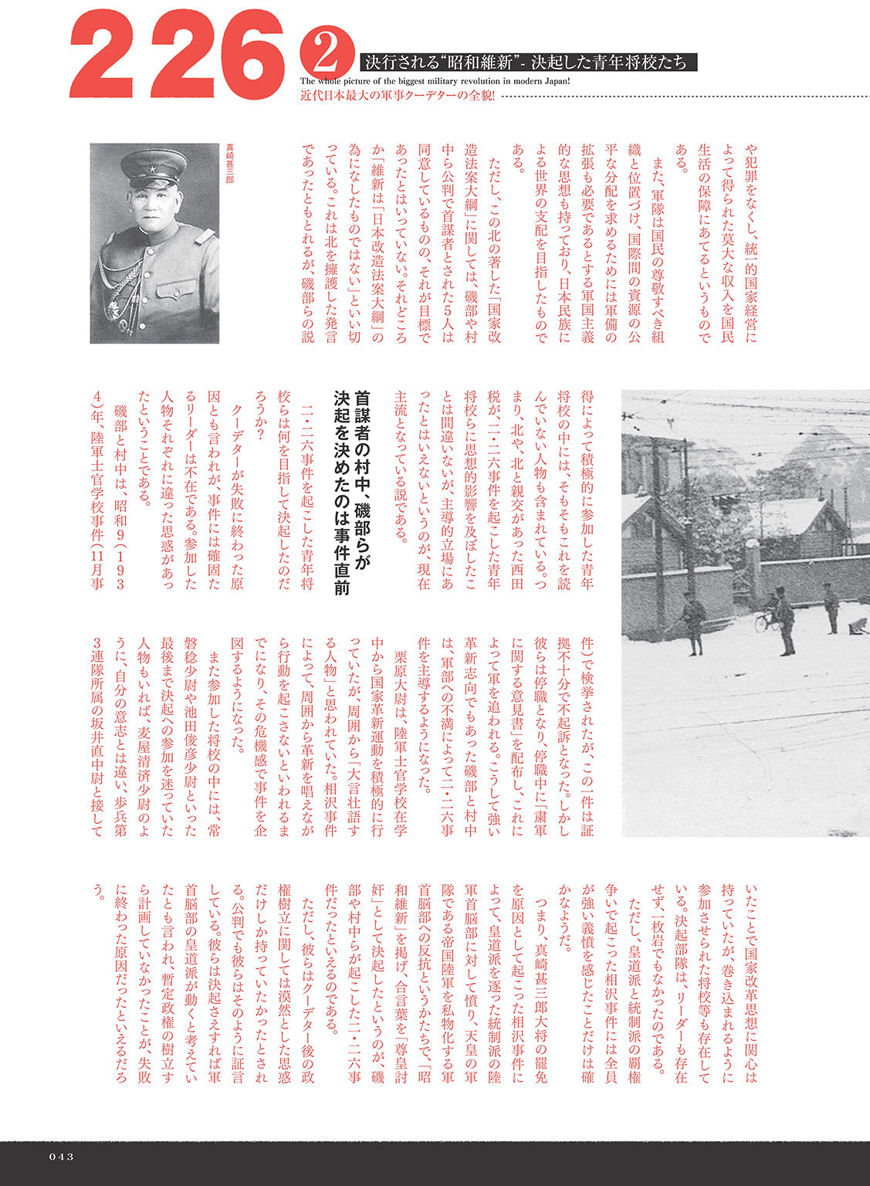 226
2
決行される“昭和維新”- 決起した青年将校たち
The whole picture of the biggest military revolution in modern Japan!
近代日本最大の軍事クーデターの全貌!
や犯罪をなくし、統一的国家経営に
よって得られた莫大な収入を国民
生活の保障にあてるというもので
ある。
また、軍隊は国民の尊敬すべき組
織と位置づけ、国際間の資源の公
平な分配を求めるためには軍備の
拡張も必要であるとする軍国主義
的な思想も持っており、日本民族に
よる世界の支配を目指したもので
ある。
ただし、この北の著した「国家改
造法案大綱」に関しては、磯部や村
中ら公判で首謀者とされた5人は
同意しているものの、それが目標で
あったとはいっていない。それどころ
か「維新は「日本改造法案大綱」の
為になしたものではない」といい切
っている。これは北を擁護した発言
であったともとれるが、磯部らの説
真崎甚三郎
得によって積極的に参加した青年
将校の中には、そもそもこれを読
んでいない人物も含まれている。つ
まり、北や、北と親交があった西田
税が、二・二六事件を起こした青年
将校らに思想的影響を及ぼしたこ
とは間違いないが、主導的立場にあ
ったとはいえないというのが、現在
主流となっている説である。
首謀者の村中、磯部らが
決起を決めたのは事件直前
二・二六事件を起こした青年将
校らは何を目指して決起したのだ
ろうか?
クーデターが失敗に終わった原
因とも言われが、事件には確固た
るリーダーは不在である。参加した
人物それぞれに違った思惑があっ
たということである。
磯部と村中は、昭和9(193
4)年、陸軍士官学校事件(11月事
件)で検挙されたが、この一件は証
拠不十分で不起訴となった。しかし
彼らは停職となり、停職中に「粛軍
に関する意見書」を配布し、これに
よって軍を追われる。こうして強い
革新志向でもあった磯部と村中
は、軍部への不満によって二・二六事
件を主導するようになった。
栗原大尉は、陸軍士官学校在学
中から国家革新運動を積極的に行
っていたが、周囲から「大言壮語す
る人物」と思われていた。相沢事件
によって、周囲から革新を唱えなが
ら行動を起こさないといわれるま
でになり、その危機感で事件を企
図するようになった。
また参加した将校の中には、常
磐稔少尉や池田俊彦少尉といった
最後まで決起への参加を迷っていた
人物もいれば、麦屋清済少尉のよ
うに、自分の意志とは違い、歩兵第
3連隊所属の坂井直中尉と接して
いたことで国家改革思想に関心は
持っていたが、巻き込まれるように
参加させられた将校等も存在して
いる。決起部隊は、リーダーも存在
せず、一枚岩でもなかったのである。
ただし、皇道派と統制派の覇権
争いで起こった相沢事件には全員
が強い義憤を感じたことだけは確
かなようだ。
つまり、真崎甚三郎大将の罷免
を原因として起こった相沢事件に
よって、皇道派を逐った統制派の陸
軍首脳部に対して憤り、天皇の軍
隊である帝国陸軍を私物化する軍
首脳部への反抗というかたちで、「昭
和維新」を掲げ、合言葉を「尊皇討
奸」として決起したというのが、磯
部や村中らが起こした二・二六事
件だったといえるのである。
ただし、彼らはクーデター後の政
権樹立に関しては漠然とした思惑
だけしか持っていたかったとされ
る。公判でも彼らはそのように証言
している。彼らは決起さえすれば軍
首脳部の皇道派が動くと考えてい
たとも言われ、暫定政権の樹立す
ら計画していなかったことが、失敗
に終わった原因だったといえるだろ
う。
043